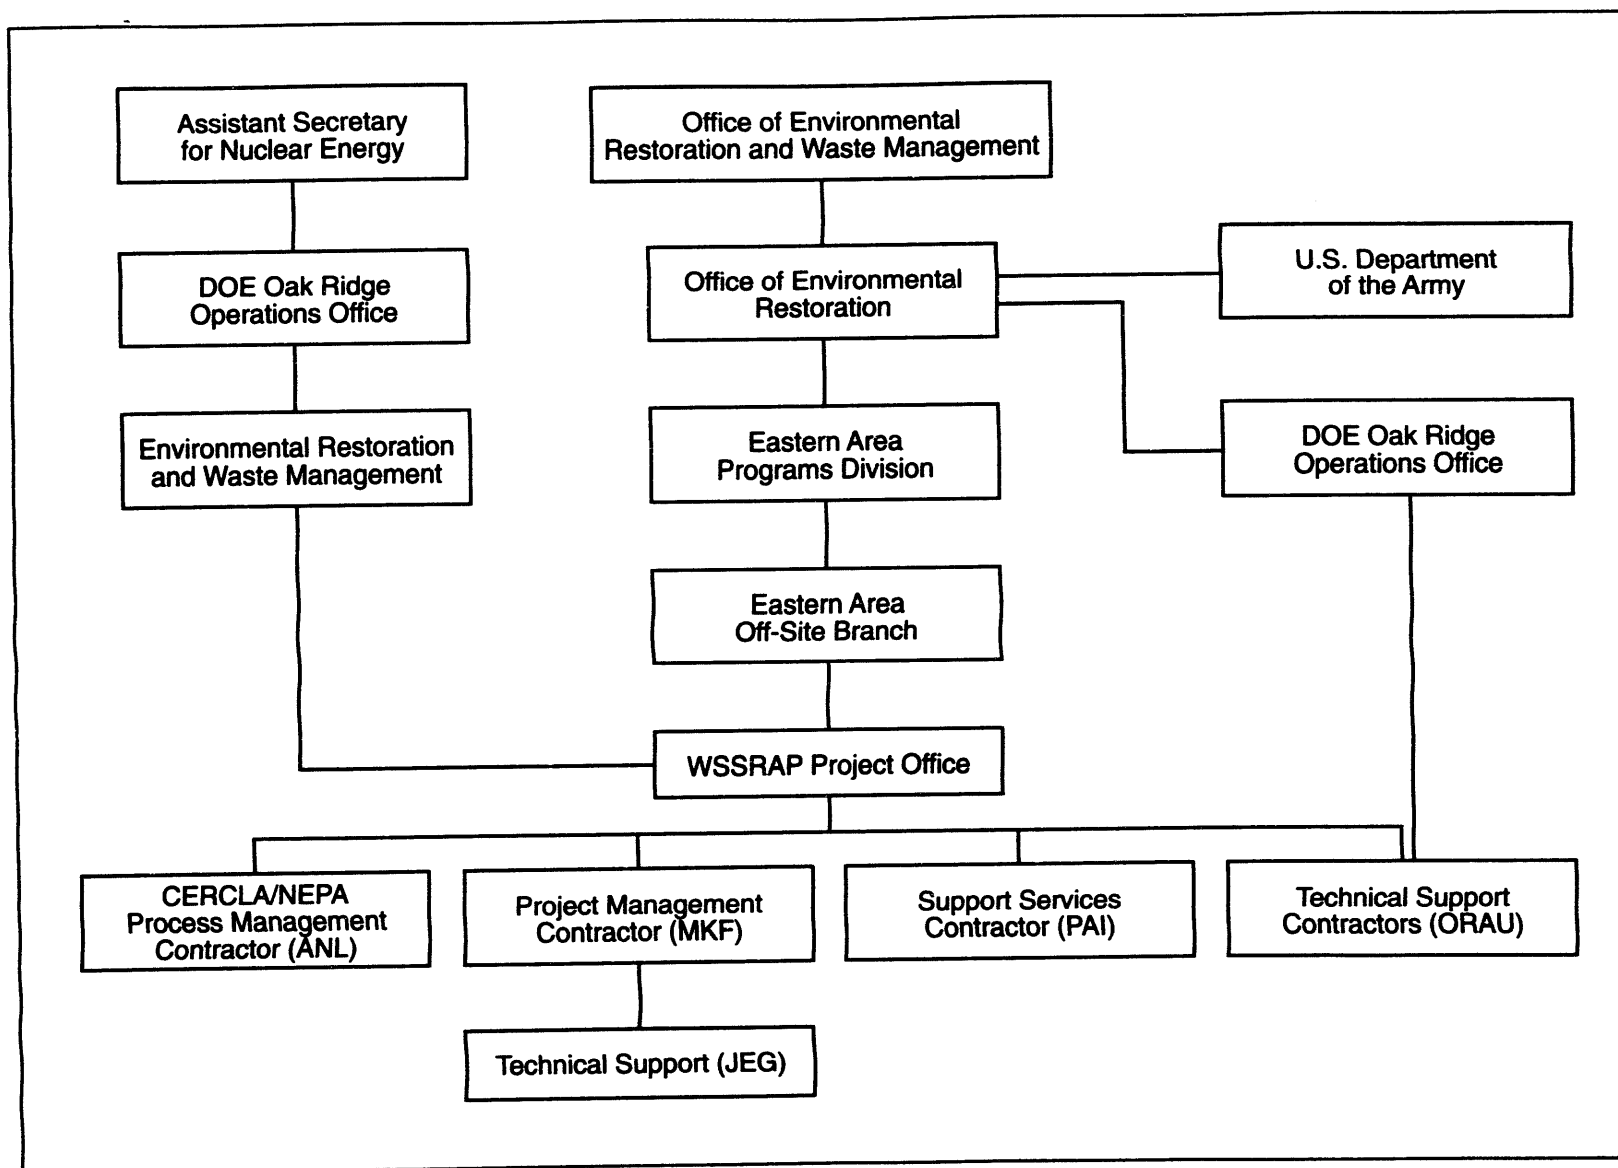 Assistant Secretary
for Nuclear Energy
Office of Environmental
Restoration and Waste Management
DOE Oak Ridge
Operations Office
Office of Environmental
Restoration
U.S. Department
of the Army
Environmental Restoration
and Waste Management
Eastern Area
Programs Division
DOE Oak Ridge
Operations Office
Eastern Area
Off-Site Branch
WSSRAP Project Office
CERCLA/NEPA
Process Management
Contractor (ANL)
Project Management
Contractor (MKF)
Support Services
Contractor (PAI)
Technical Support
Contractors (ORAU)
Technical Support (JEG)